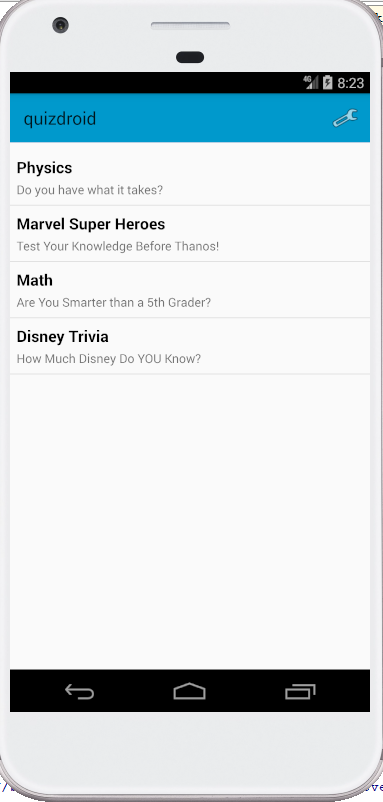 4G 8:23
quizdroid
Physics
Do you have what it takes?
Marvel Super Heroes
Test Your Knowledge Before Thanos!
Math
Are You Smarter than a 5th Grader?
Disney Trivia
How Much Disney Do YOU Know?